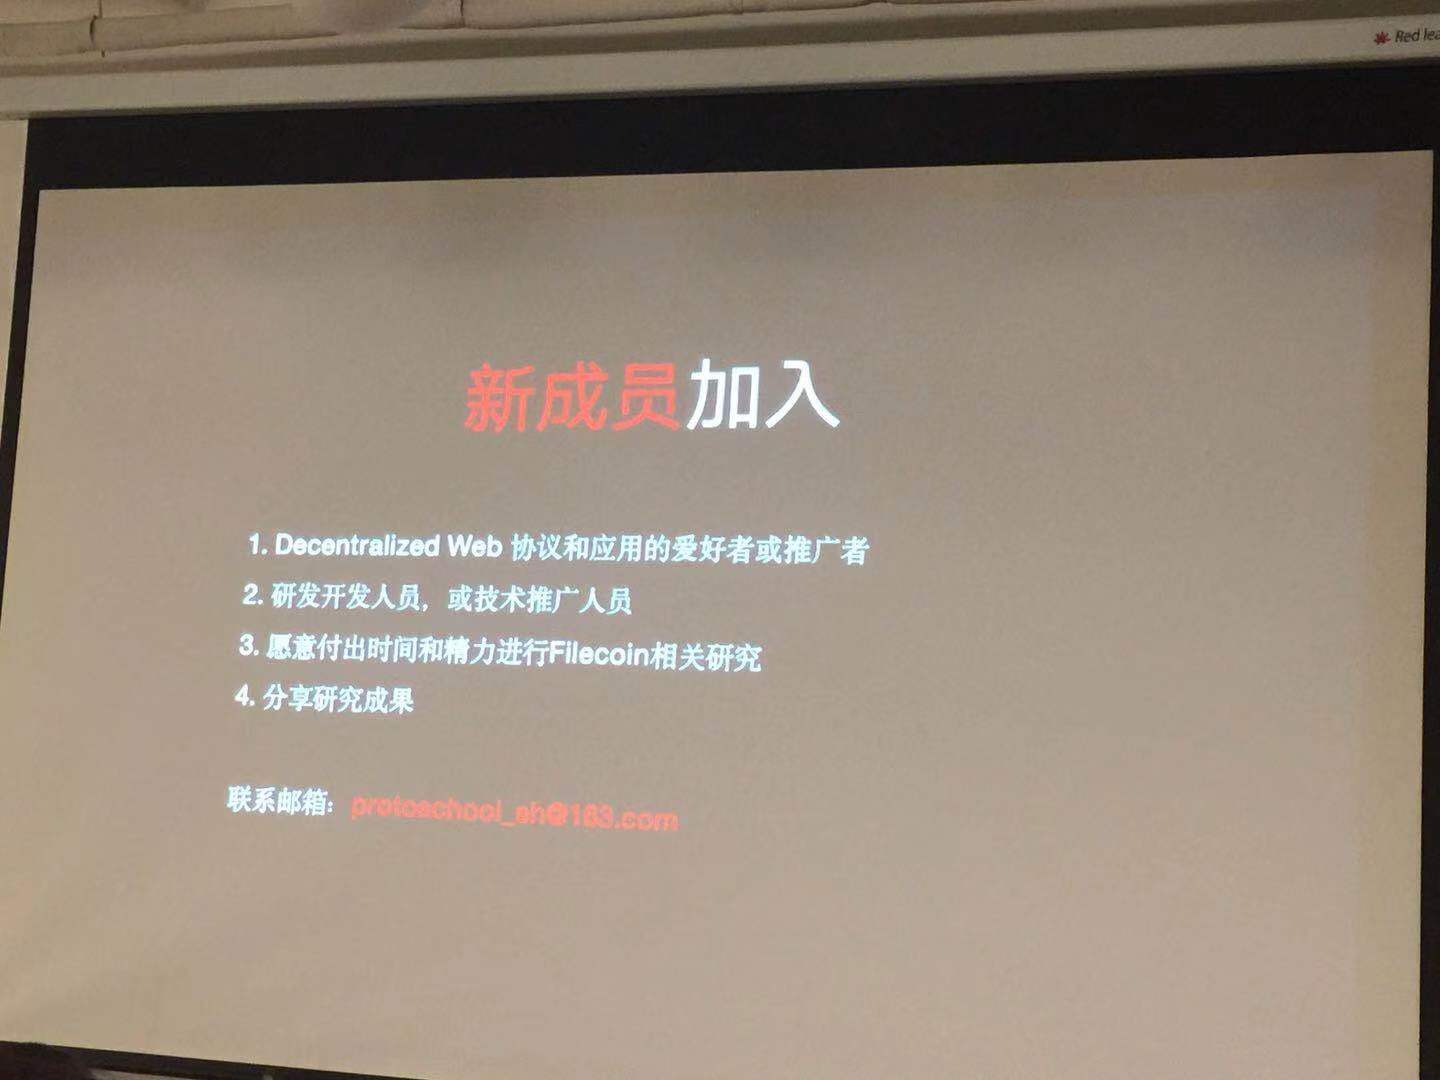 Red lea
新成员加入
1. Decentralized Web 协议和应用的爱好者或推广者
2. 研发开发人员，或技术推广人员
3. 愿意付出时间和精力进行Filecoin相关研究
4. 分享研究成果
联系邮箱：protoschool_sh@163.com